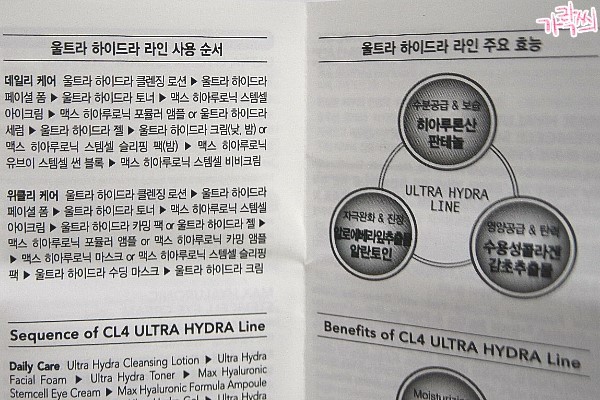 가락찌
울트라 하이드라 라인 사용 순서
데일리 케어 울트라 하이드라 클렌징 로션 ▶ 울트라 하이드라
페이셜 폼 ▶ 울트라 하이드라 토너 ▶ 맥스 히아루로닉 스템셀
아이크림 ▶ 맥스 히아루로닉 포뮬러 앰플 or 울트라 하이드라
세럼 ▶ 울트라 하이드라 젤 ▶ 울트라 하이드라 크림(낮, 밤) or
맥스 히아루로닉 스템셀 슬리핑 팩(밤) ▶ 맥스 히아루로닉
유브이 스템셀 썬 블록 ▶ 맥스 히아루로닉 스템셀 비비크림
위클리 케어 울트라 하이드라 클렌징 로션 ▶ 울트라 하이드라
페이셜 폼 ▶ 울트라 하이드라 토너 ▶ 맥스 히아루로닉 스템셀
아이크림 ▶ 울트라 하이드라 카밍 팩 or 울트라 하이드라 젤 ▶
맥스 히아루로닉 포뮬러 앰플 or 맥스 히아루로닉 카밍 앰플
▶ 맥스 히아루로닉 마스크 or 맥스 히아루로닉 스템셀 슬리핑
팩 ▶ 울트라 하이드라 수딩 마스크 ▶ 울트라 하이드라 크림
Sequence of CL4 ULTRA HYDRA Line
Daily Care Ultra Hydra Cleansing Lotion ▶ Ultra Hydra
Facial Foam ▶ Ultra Hydra Toner ▶ Max Hyaluronic
Stemcell Eye Cream ▶ Max Hyaluronic Formula Ampoule
Ultra Hydra
울트라 하이드라 라인 주요 효능
수분공급 & 보습
히아루론산
판테놀
ULTRA HYDRA
LINE
자극완화 & 진정
알로에베라잎추출물
알란토인
영양공급 & 탄력
수용성콜라겐
감초추출물
Benefits of CL4 ULTRA HYDRA Line
Moisturizing